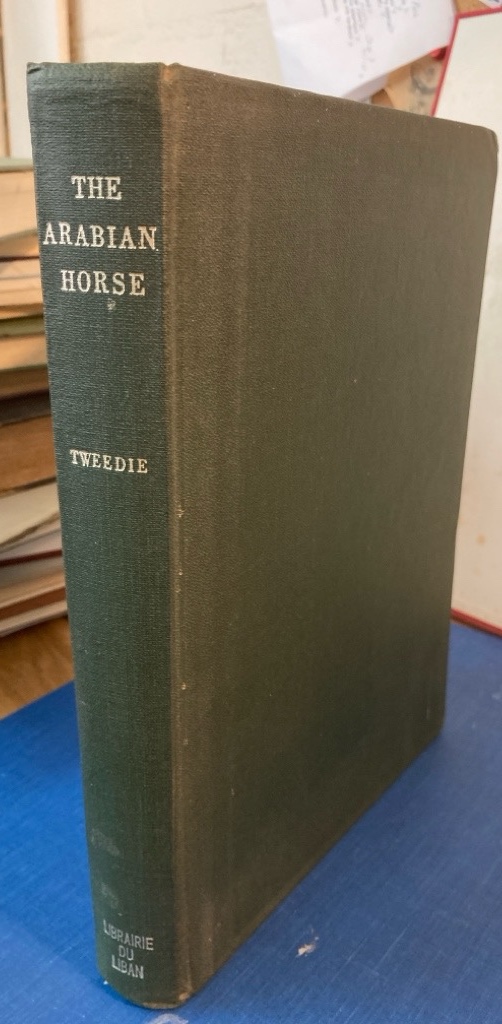 THE
ARABIAN
HORSE
TWEEDIE
LIBRAIRIE
DU
LIBAN